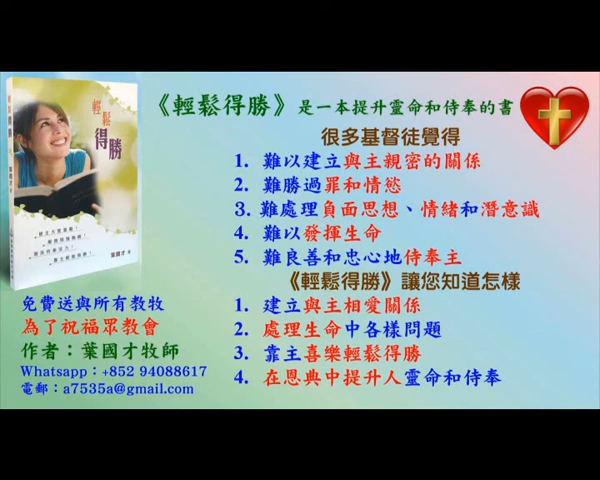 輕鬆
得勝
葉國才 著
《輕鬆得勝》是一本提升靈命和侍奉的書
很多基督徒覺得
1. 難以建立與主親密的關係
2. 難勝過罪和情慾
3. 難處理負面思想、情緒和潛意識
4. 難以發揮生命
5. 難良善和忠心地侍奉主
《輕鬆得勝》讓您知道怎樣
1. 建立與主相愛關係
2. 處理生命中各樣問題
3. 靠主喜樂輕鬆得勝
4. 在恩典中提升人靈命和侍奉
免費送與所有教牧
為了祝福眾教會
作者：葉國才牧師
Whatsapp：+852 94088617
電郵：a7535a@gmail.com